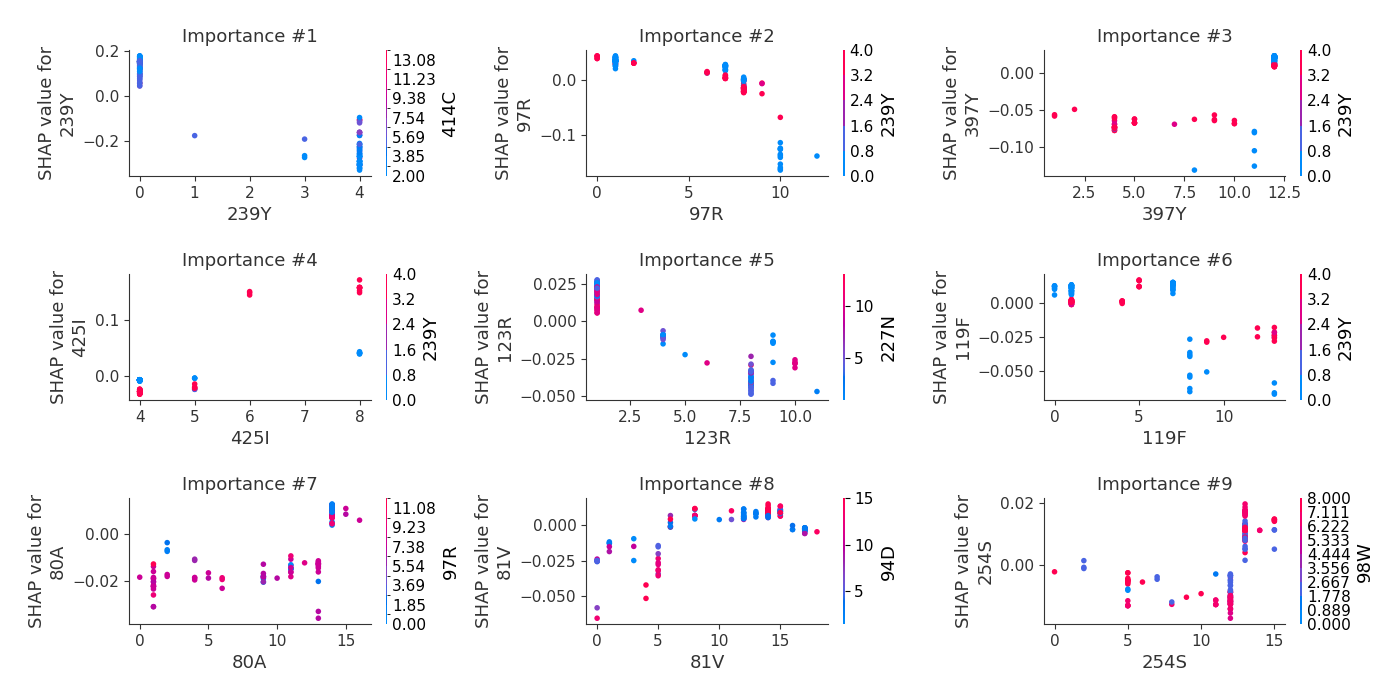 Importance #1
SHAP value for
239Y
0.2
0.0
−0.2
0
1
2
3
4
239Y
13.08
11.23
9.38
7.54
5.69
3.85
2.00
414C
Importance #2
SHAP value for
97R
0.0
−0.1
0
5
10
97R
4.0
3.2
2.4
1.6
0.8
0.0
239Y
Importance #3
SHAP value for
397Y
0.00
−0.05
−0.10
2.5
5.0
7.5
10.0
12.5
397Y
4.0
3.2
2.4
1.6
0.8
0.0
239Y
Importance #4
SHAP value for
425I
0.1
0.0
4
5
6
7
8
425I
4.0
3.2
2.4
1.6
0.8
0.0
239Y
Importance #5
SHAP value for
123R
0.025
0.000
−0.025
−0.050
2.5
5.0
7.5
10.0
123R
10
5
227N
Importance #6
SHAP value for
119F
0.000
−0.025
−0.050
0
5
10
119F
4.0
3.2
2.4
1.6
0.8
0.0
239Y
Importance #7
SHAP value for
80A
0.00
−0.02
0
5
10
15
80A
11.08
9.23
7.38
5.54
3.69
1.85
0.00
97R
Importance #8
SHAP value for
81V
0.000
−0.025
−0.050
0
5
10
15
81V
15
10
5
94D
Importance #9
SHAP value for
254S
0.02
0.00
0
5
10
15
254S
8.000
7.111
6.222
5.333
4.444
3.556
2.667
1.778
0.889
0.000
98W